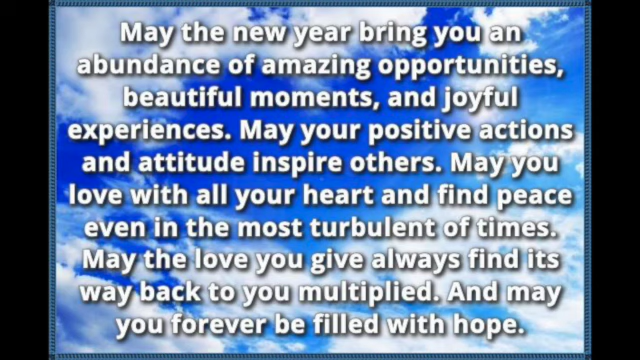 May the new year bring you an
abundance of amazing opportunities,
beautiful moments, and joyful
experiences. May your positive actions
and attitude inspire others. May you
love with all your heart and find peace
even in the most turbulent of times.
May the love you give always find its
way back to you multiplied. And may
you forever be filled with hope.